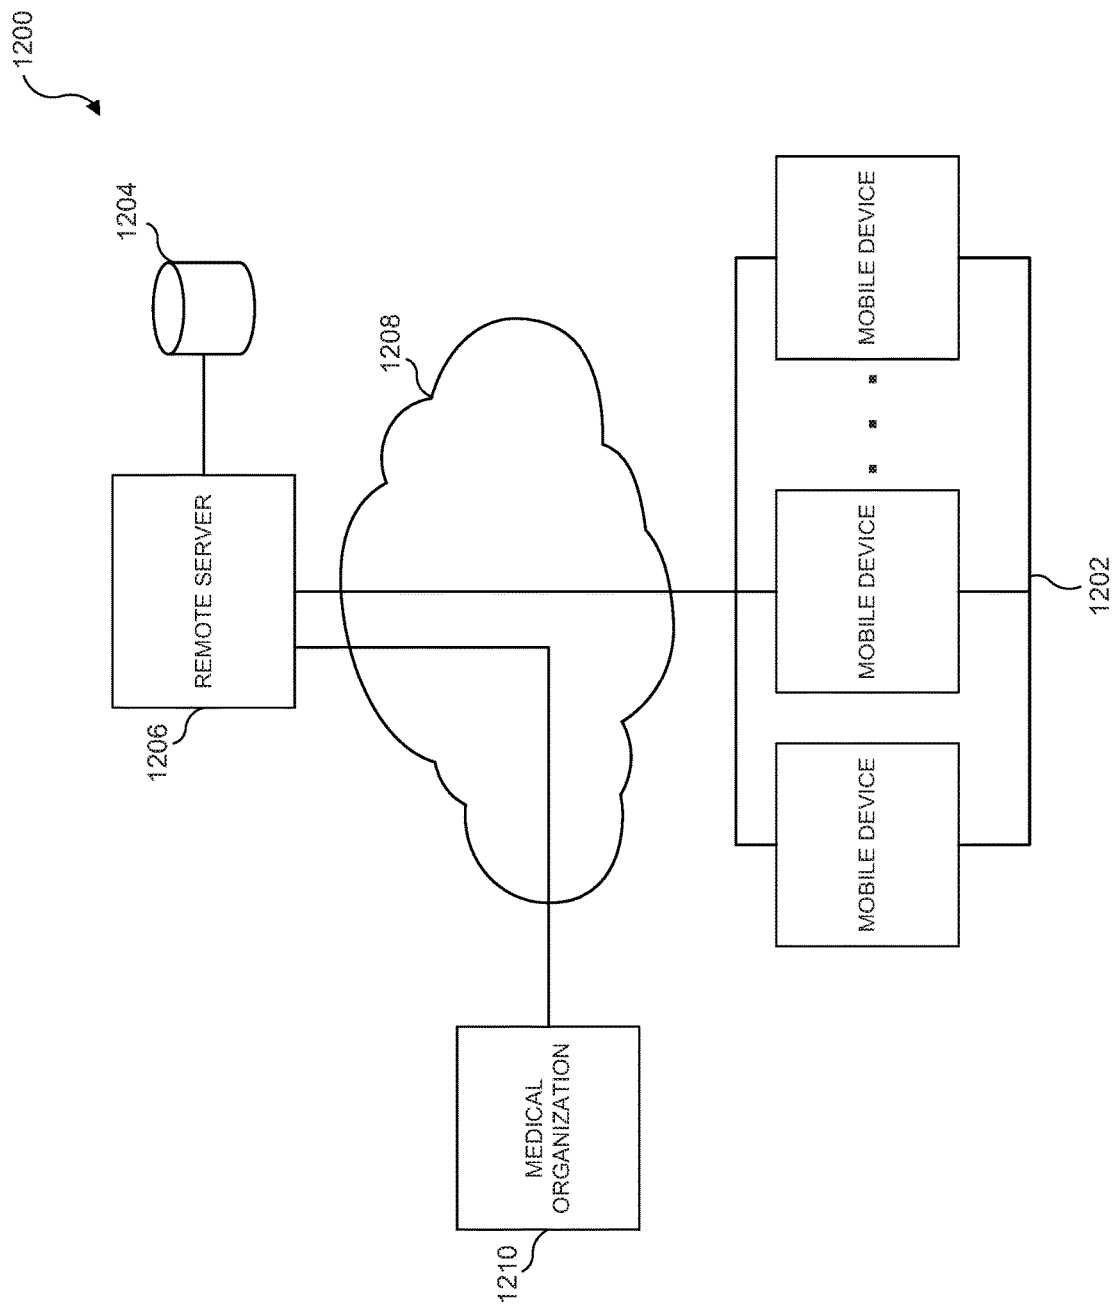 1200
1204
REMOTE SERVER
1206
1208
MEDICAL
ORGANIZATION
1210
MOBILE DEVICE
MOBILE DEVICE
MOBILE DEVICE
1202